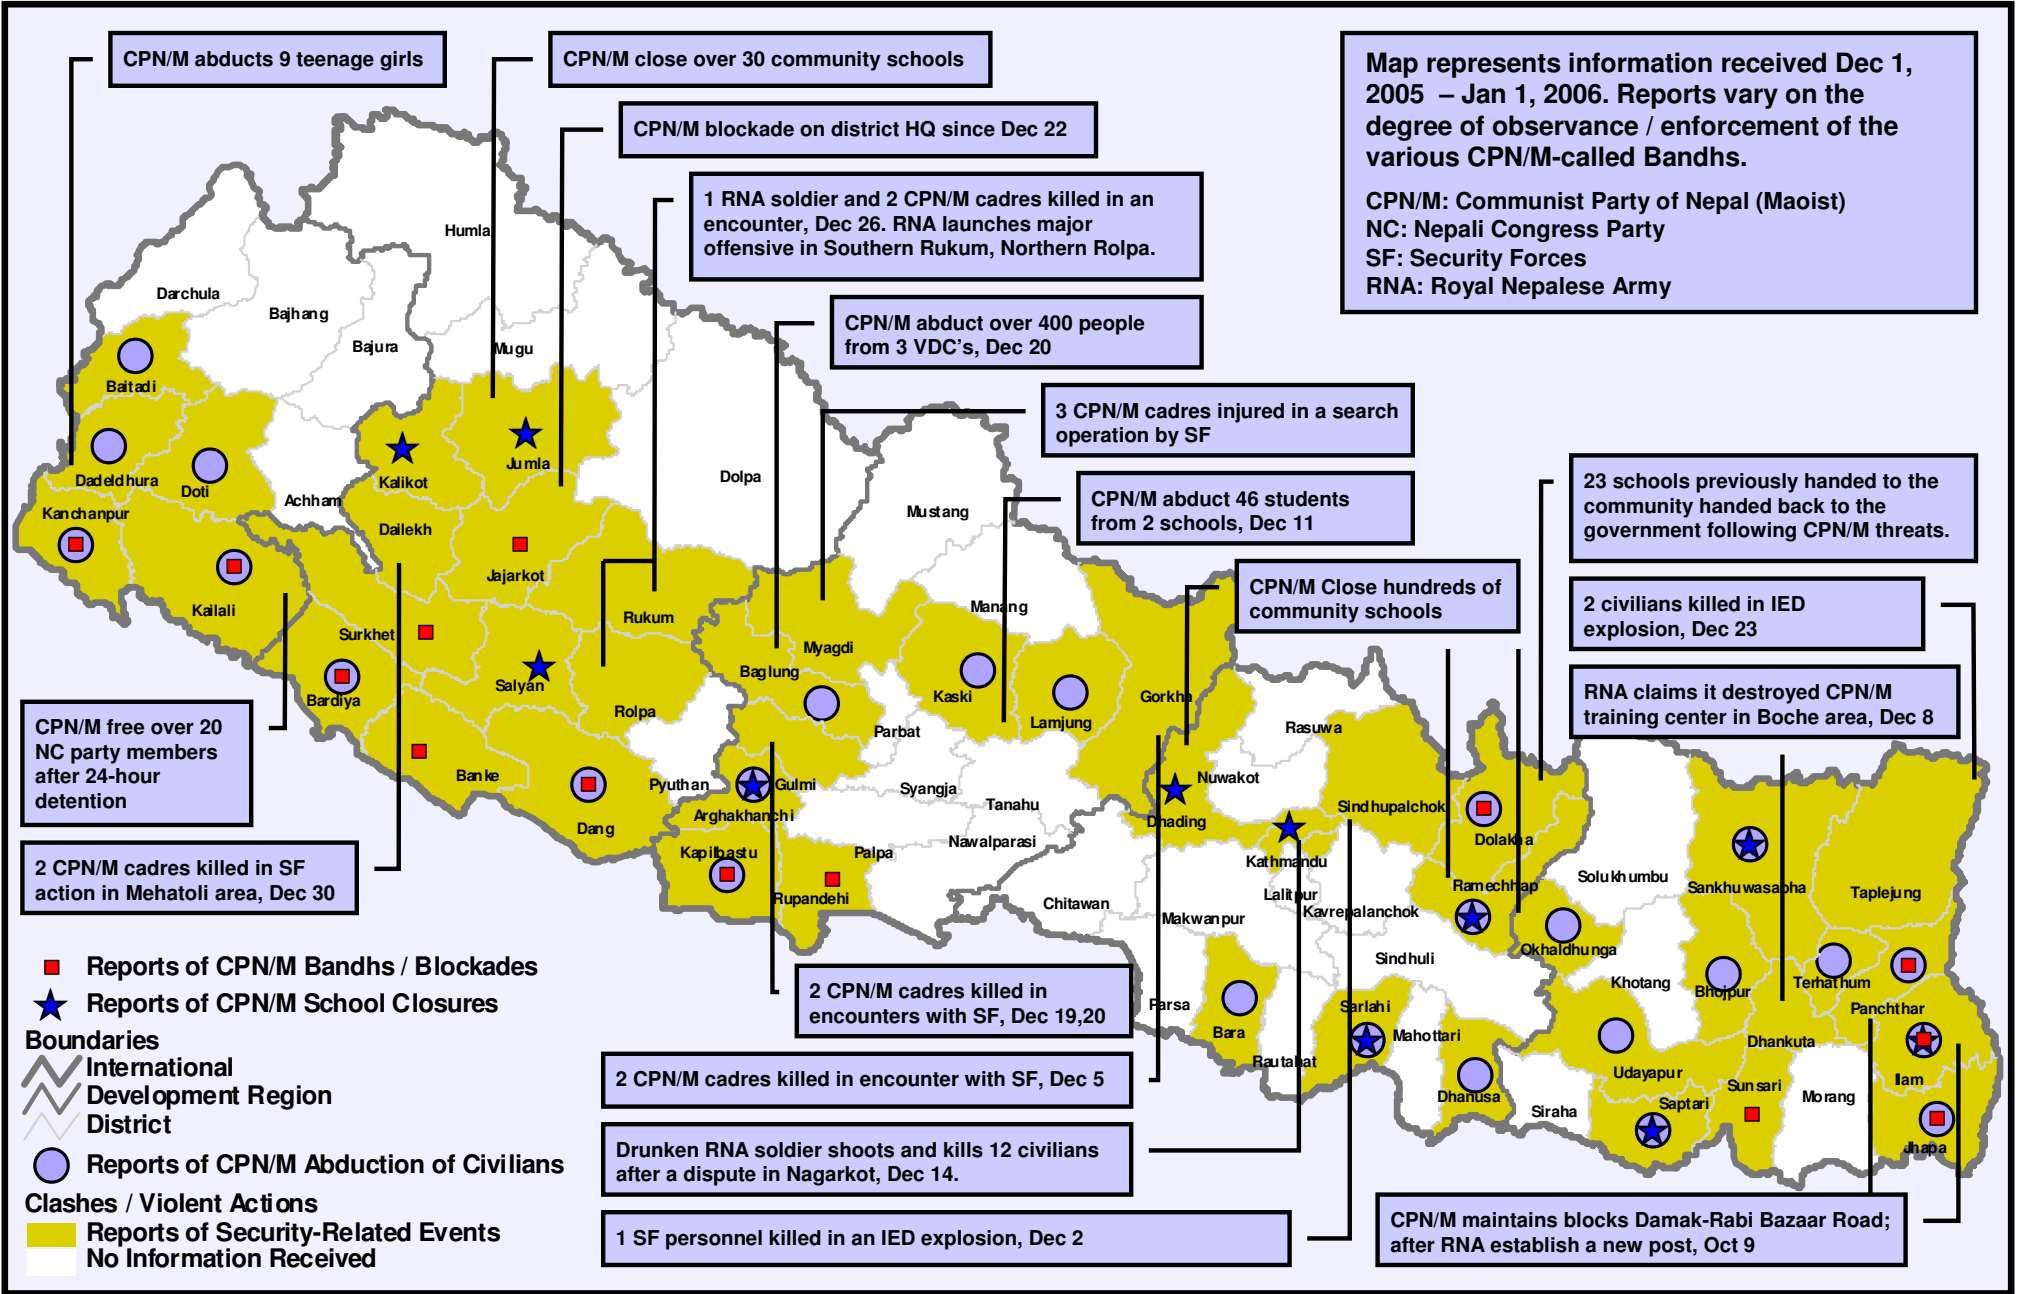 CPN/M abducts 9 teenage girls
CPN/M close over 30 community schools
CPN/M blockade on district HQ since Dec 22
1 RNA soldier and 2 CPN/M cadres killed in an
encounter, Dec 26. RNA launches major
offensive in Southern Rukum, Northern Rolpa.
CPN/M abduct over 400 people
from 3 VDC's, Dec 20
3 CPN/M cadres injured in a search
operation by SF
CPN/M abduct 46 students
from 2 schools, Dec 11
CPN/M Close hundreds of
community schools
Map represents information received Dec 1,
2005 – Jan 1, 2006. Reports vary on the
degree of observance / enforcement of the
various CPN/M-called Bandhs.
CPN/M: Communist Party of Nepal (Maoist)
NC: Nepali Congress Party
SF: Security Forces
RNA: Royal Nepalese Army
23 schools previously handed to the
community handed back to the
government following CPN/M threats.
2 civilians killed in IED
explosion, Dec 23
RNA claims it destroyed CPN/M
training center in Boche area, Dec 8
Humla
Darchula
Bajhang
Bajura
Mugu
Baitadi
Dadeldhura
Doti
Achham
Kalikot
Jumla
Dolpa
Mustang
Kanchanpur
Dailekh
Jajarkot
Kailali
Surkhet
Rukum
Manang
Myagdi
Baglung
Bardiya
Salyan
Rolpa
Kaski
Lamjung
Gorkha
Parbat
Rasuwa
Banke
Pyuthan
Gulmi
Syangja
Tanahu
Nuwakot
Sindhupalchok
Dang
Arghakhanchi
Dhading
Kapilbastu
Palpa
Nawalparasi
Kathmandu
Dolakha
Rupandehi
Chitawan
Lalitpur
Kavrepalanchok
Ramechhap
Solukhumbu
Sankhuwasabha
Taplejung
Makwanpur
Sindhuli
Okhaldhunga
Khotang
Bhojpur
Terhathum
Panchthar
Parsa
Bara
Rautahat
Sarlahi
Mahottari
Dhanusa
Siraha
Udayapur
Saptari
Sunsari
Dhankuta
Morang
Ilam
Jhapa
CPN/M free over 20
NC party members
after 24-hour
detention
2 CPN/M cadres killed in SF
action in Mehatoli area, Dec 30
2 CPN/M cadres killed in
encounters with SF, Dec 19,20
2 CPN/M cadres killed in encounter with SF, Dec 5
Drunken RNA soldier shoots and kills 12 civilians
after a dispute in Nagarkot, Dec 14.
1 SF personnel killed in an IED explosion, Dec 2
CPN/M maintains blocks Damak-Rabi Bazaar Road;
after RNA establish a new post, Oct 9
Reports of CPN/M Bandhs / Blockades
Reports of CPN/M School Closures
Boundaries
International
Development Region
District
Reports of CPN/M Abduction of Civilians
Clashes / Violent Actions
Reports of Security-Related Events
No Information Received